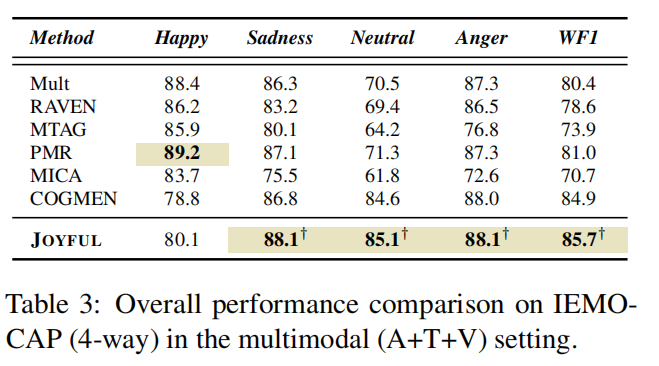 Method Happy Sadness Neutral Anger WF1
Mult 88.4 86.3 70.5 87.3 80.4
RAVEN 86.2 83.2 69.4 86.5 78.6
MTAG 85.9 80.1 64.2 76.8 73.9
PMR 89.2 87.1 71.3 87.3 81.0
MICA 83.7 75.5 61.8 72.6 70.7
COGMEN 78.8 86.8 84.6 88.0 84.9
JOYFUL 80.1 88.1† 85.1† 88.1† 85.7†
Table 3: Overall performance comparison on IEMO-
CAP (4-way) in the multimodal (A+T+V) setting.